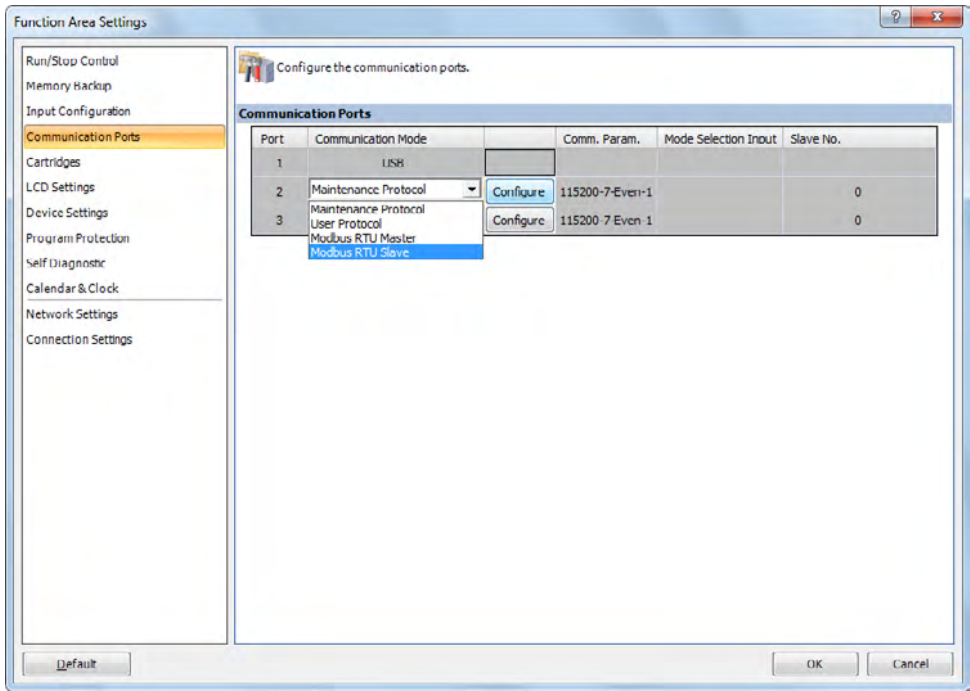 Function Area Settings
?
Run/Stop Control
Memory Backup
Input Configuration
Communication Ports
Cartridges
LCD Settings
Device Settings
Program Protection
Self Diagnostic
Calendar & Clock
Network Settings
Connection Settings
Configure the communication ports.
Communication Ports
Port Communication Mode Comm. Param. Mode Selection Input Slave No.
1 USB
2 Maintenance Protocol Configure 115200-7-Even-1 0
Maintenance Protocol
User Protocol
Modbus RTU Master
Modbus RTU Slave
3 Configure 115200-7-Even-1 0
Default OK Cancel